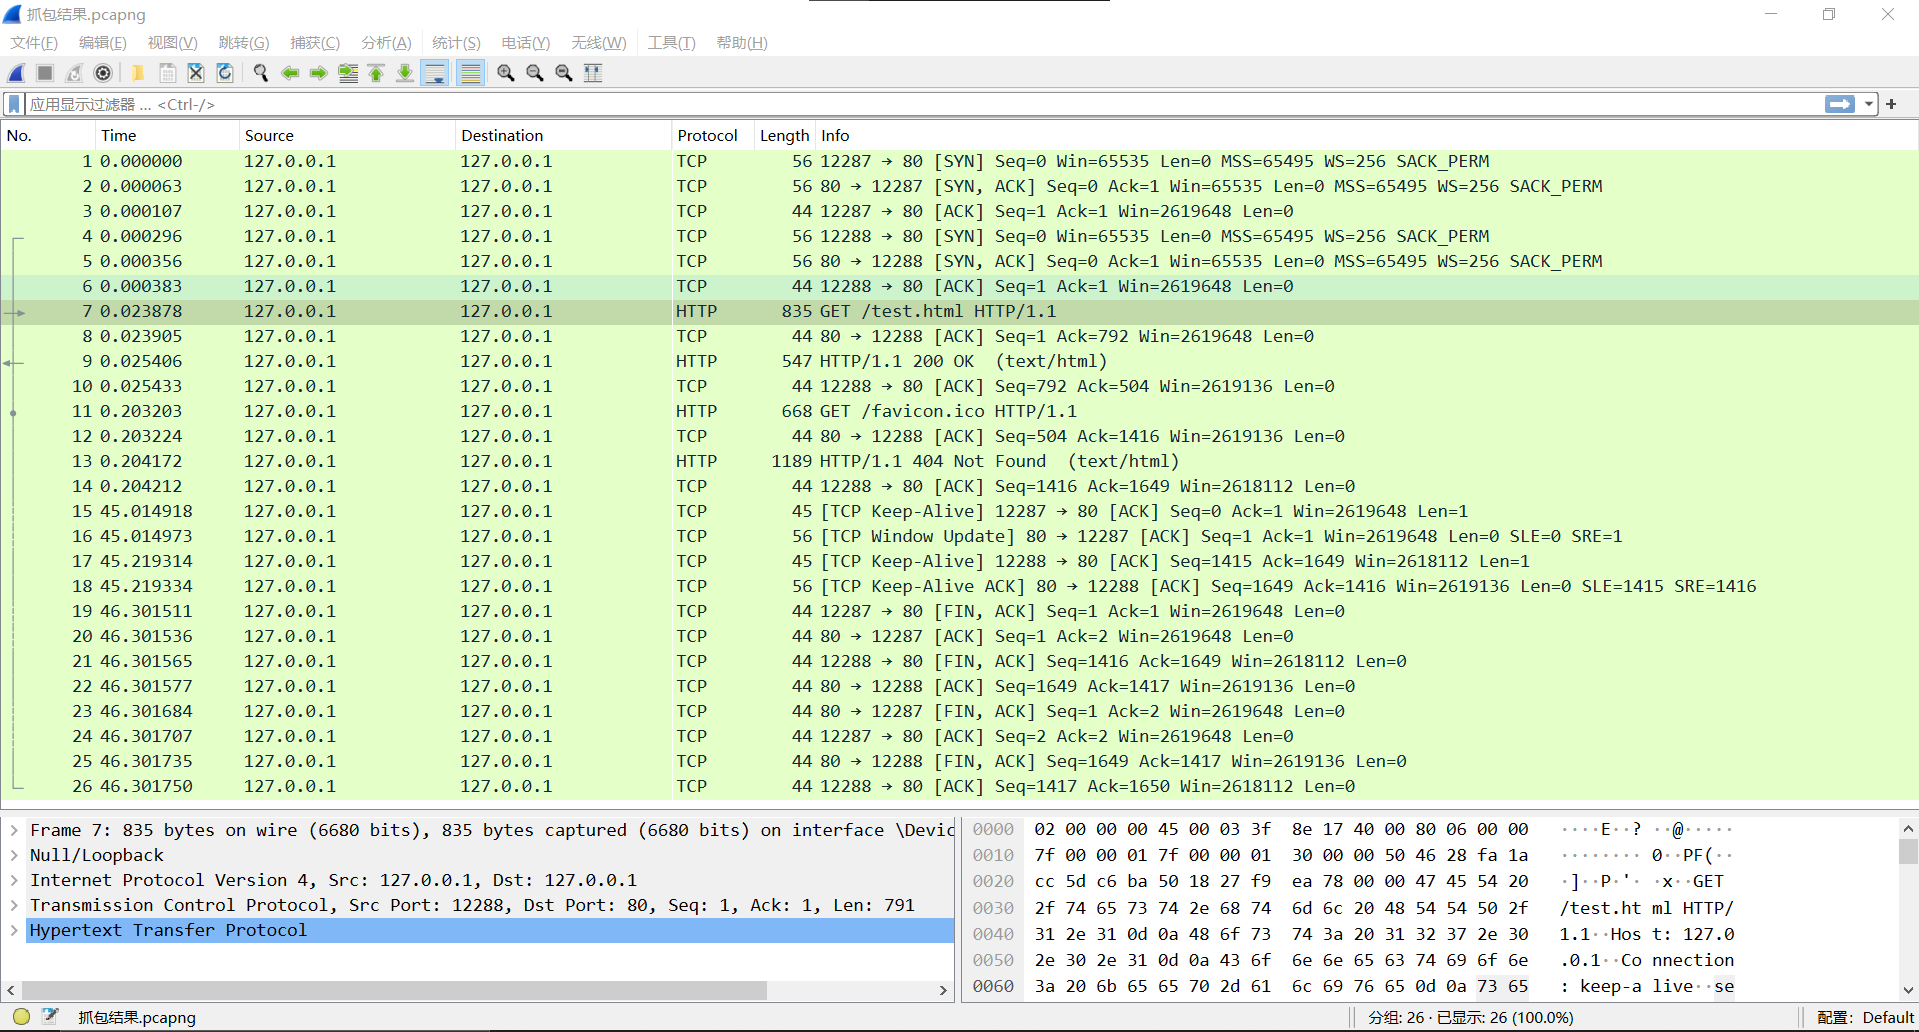 抓包结果.pcapng
文件(F) 编辑(E) 视图(V) 跳转(G) 捕获(C) 分析(A) 统计(S) 电话(Y) 无线(W) 工具(T) 帮助(H)
应用显示过滤器 … <Ctrl-/>
No. Time Source Destination Protocol Length Info
1 0.000000 127.0.0.1 127.0.0.1 TCP 56 12287 → 80 [SYN] Seq=0 Win=65535 Len=0 MSS=65495 WS=256 SACK_PERM
2 0.000063 127.0.0.1 127.0.0.1 TCP 56 80 → 12287 [SYN, ACK] Seq=0 Ack=1 Win=65535 Len=0 MSS=65495 WS=256 SACK_PERM
3 0.000107 127.0.0.1 127.0.0.1 TCP 44 12287 → 80 [ACK] Seq=1 Ack=1 Win=2619648 Len=0
4 0.000296 127.0.0.1 127.0.0.1 TCP 56 12288 → 80 [SYN] Seq=0 Win=65535 Len=0 MSS=65495 WS=256 SACK_PERM
5 0.000356 127.0.0.1 127.0.0.1 TCP 56 80 → 12288 [SYN, ACK] Seq=0 Ack=1 Win=65535 Len=0 MSS=65495 WS=256 SACK_PERM
6 0.000383 127.0.0.1 127.0.0.1 TCP 44 12288 → 80 [ACK] Seq=1 Ack=1 Win=2619648 Len=0
7 0.023878 127.0.0.1 127.0.0.1 HTTP 835 GET /test.html HTTP/1.1
8 0.023905 127.0.0.1 127.0.0.1 TCP 44 80 → 12288 [ACK] Seq=1 Ack=792 Win=2619648 Len=0
9 0.025406 127.0.0.1 127.0.0.1 HTTP 547 HTTP/1.1 200 OK (text/html)
10 0.025433 127.0.0.1 127.0.0.1 TCP 44 12288 → 80 [ACK] Seq=792 Ack=504 Win=2619136 Len=0
11 0.203203 127.0.0.1 127.0.0.1 HTTP 668 GET /favicon.ico HTTP/1.1
12 0.203224 127.0.0.1 127.0.0.1 TCP 44 80 → 12288 [ACK] Seq=504 Ack=1416 Win=2619136 Len=0
13 0.204172 127.0.0.1 127.0.0.1 HTTP 1189 HTTP/1.1 404 Not Found (text/html)
14 0.204212 127.0.0.1 127.0.0.1 TCP 44 12288 → 80 [ACK] Seq=1416 Ack=1649 Win=2618112 Len=0
15 45.014918 127.0.0.1 127.0.0.1 TCP 45 [TCP Keep-Alive] 12287 → 80 [ACK] Seq=0 Ack=1 Win=2619648 Len=1
16 45.014973 127.0.0.1 127.0.0.1 TCP 56 [TCP Window Update] 80 → 12287 [ACK] Seq=1 Ack=1 Win=2619648 Len=0 SLE=0 SRE=1
17 45.219314 127.0.0.1 127.0.0.1 TCP 45 [TCP Keep-Alive] 12288 → 80 [ACK] Seq=1415 Ack=1649 Win=2618112 Len=1
18 45.219334 127.0.0.1 127.0.0.1 TCP 56 [TCP Keep-Alive ACK] 80 → 12288 [ACK] Seq=1649 Ack=1416 Win=2619136 Len=0 SLE=1415 SRE=1416
19 46.301511 127.0.0.1 127.0.0.1 TCP 44 12287 → 80 [FIN, ACK] Seq=1 Ack=1 Win=2619648 Len=0
20 46.301536 127.0.0.1 127.0.0.1 TCP 44 80 → 12287 [ACK] Seq=1 Ack=2 Win=2619648 Len=0
21 46.301565 127.0.0.1 127.0.0.1 TCP 44 12288 → 80 [FIN, ACK] Seq=1416 Ack=1649 Win=2618112 Len=0
22 46.301577 127.0.0.1 127.0.0.1 TCP 44 80 → 12288 [ACK] Seq=1649 Ack=1417 Win=2619136 Len=0
23 46.301684 127.0.0.1 127.0.0.1 TCP 44 80 → 12287 [FIN, ACK] Seq=1 Ack=2 Win=2619648 Len=0
24 46.301707 127.0.0.1 127.0.0.1 TCP 44 12287 → 80 [ACK] Seq=2 Ack=2 Win=2619648 Len=0
25 46.301735 127.0.0.1 127.0.0.1 TCP 44 80 → 12288 [FIN, ACK] Seq=1649 Ack=1417 Win=2619136 Len=0
26 46.301750 127.0.0.1 127.0.0.1 TCP 44 12288 → 80 [ACK] Seq=1417 Ack=1650 Win=2618112 Len=0
Frame 7: 835 bytes on wire (6680 bits), 835 bytes captured (6680 bits) on interface \Devic
Null/Loopback
Internet Protocol Version 4, Src: 127.0.0.1, Dst: 127.0.0.1
Transmission Control Protocol, Src Port: 12288, Dst Port: 80, Seq: 1, Ack: 1, Len: 791
Hypertext Transfer Protocol
0000 02 00 00 00 45 00 03 3f 8e 17 40 00 80 06 00 00 ····E··? ··@·····
0010 7f 00 00 01 7f 00 00 01 30 00 00 50 46 28 fa 1a ········ 0··PF(··
0020 cc 5d c6 ba 50 18 27 f9 ea 78 00 00 47 45 54 20 ·]··P·'· ·x··GET
0030 2f 74 65 73 74 2e 68 74 6d 6c 20 48 54 54 50 2f /test.ht ml HTTP/
0040 31 2e 31 0d 0a 48 6f 73 74 3a 20 31 32 37 2e 30 1.1··Hos t: 127.0
0050 2e 30 2e 31 0d 0a 43 6f 6e 6e 65 63 74 69 6f 6e .0.1··Co nnection
0060 3a 20 6b 65 65 70 2d 61 6c 69 76 65 0d 0a 73 65 : keep-a live··se
抓包结果.pcapng 分组: 26 · 已显示: 26 (100.0%) 配置: Default